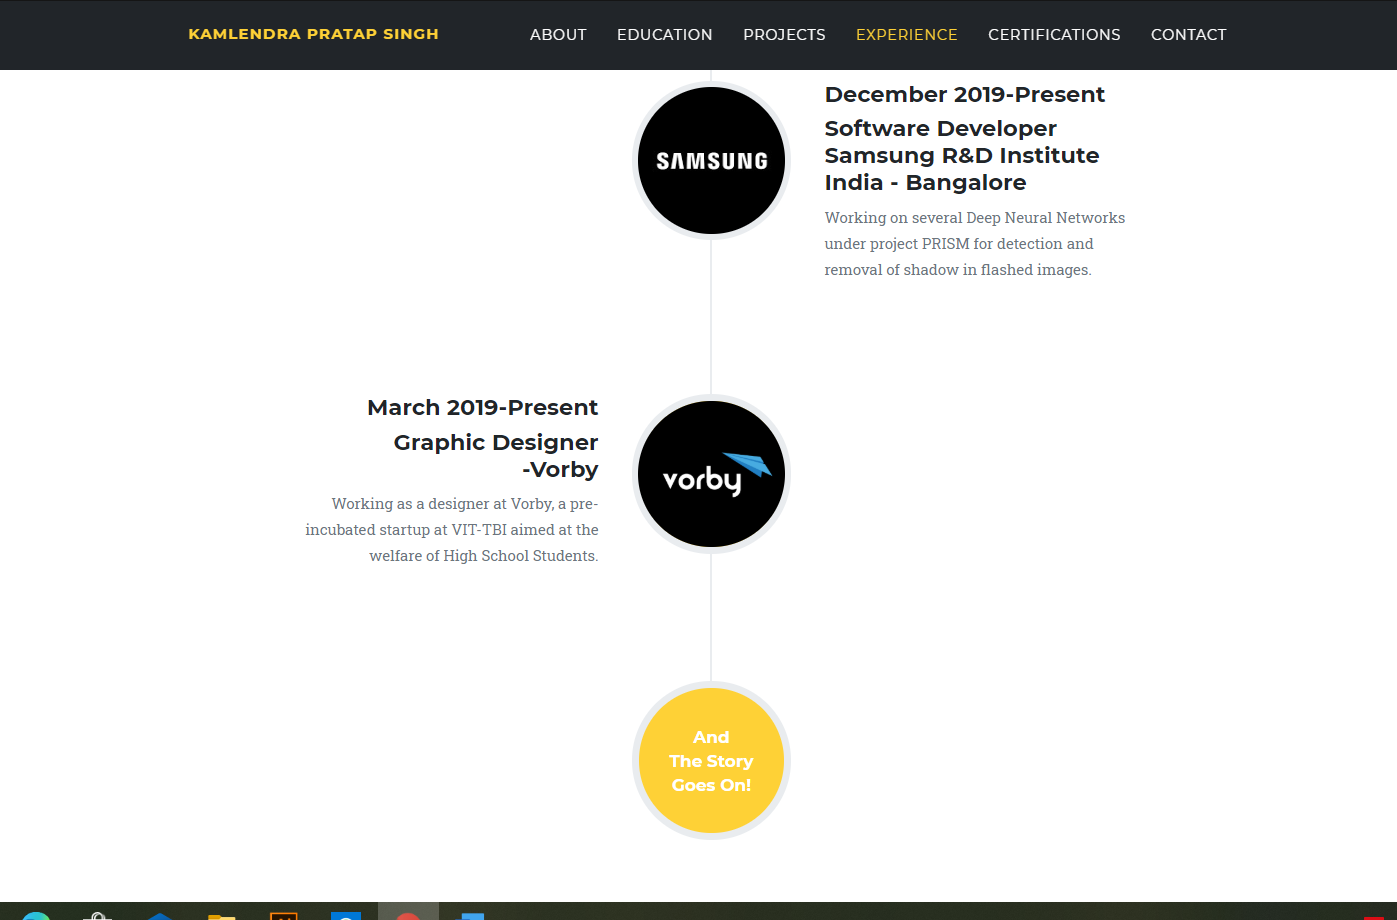 KAMLENDRA PRATAP SINGH
ABOUT EDUCATION PROJECTS EXPERIENCE CERTIFICATIONS CONTACT
SAMSUNG
December 2019-Present
Software Developer
Samsung R&D Institute
India - Bangalore
Working on several Deep Neural Networks
under project PRISM for detection and
removal of shadow in flashed images.
March 2019-Present
Graphic Designer
-Vorby
Working as a designer at Vorby, a pre-
incubated startup at VIT-TBI aimed at the
welfare of High School Students.
vorby
And
The Story
Goes On!